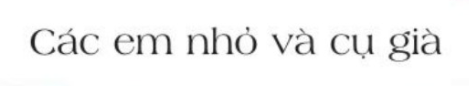 Các em nhỏ và cụ già